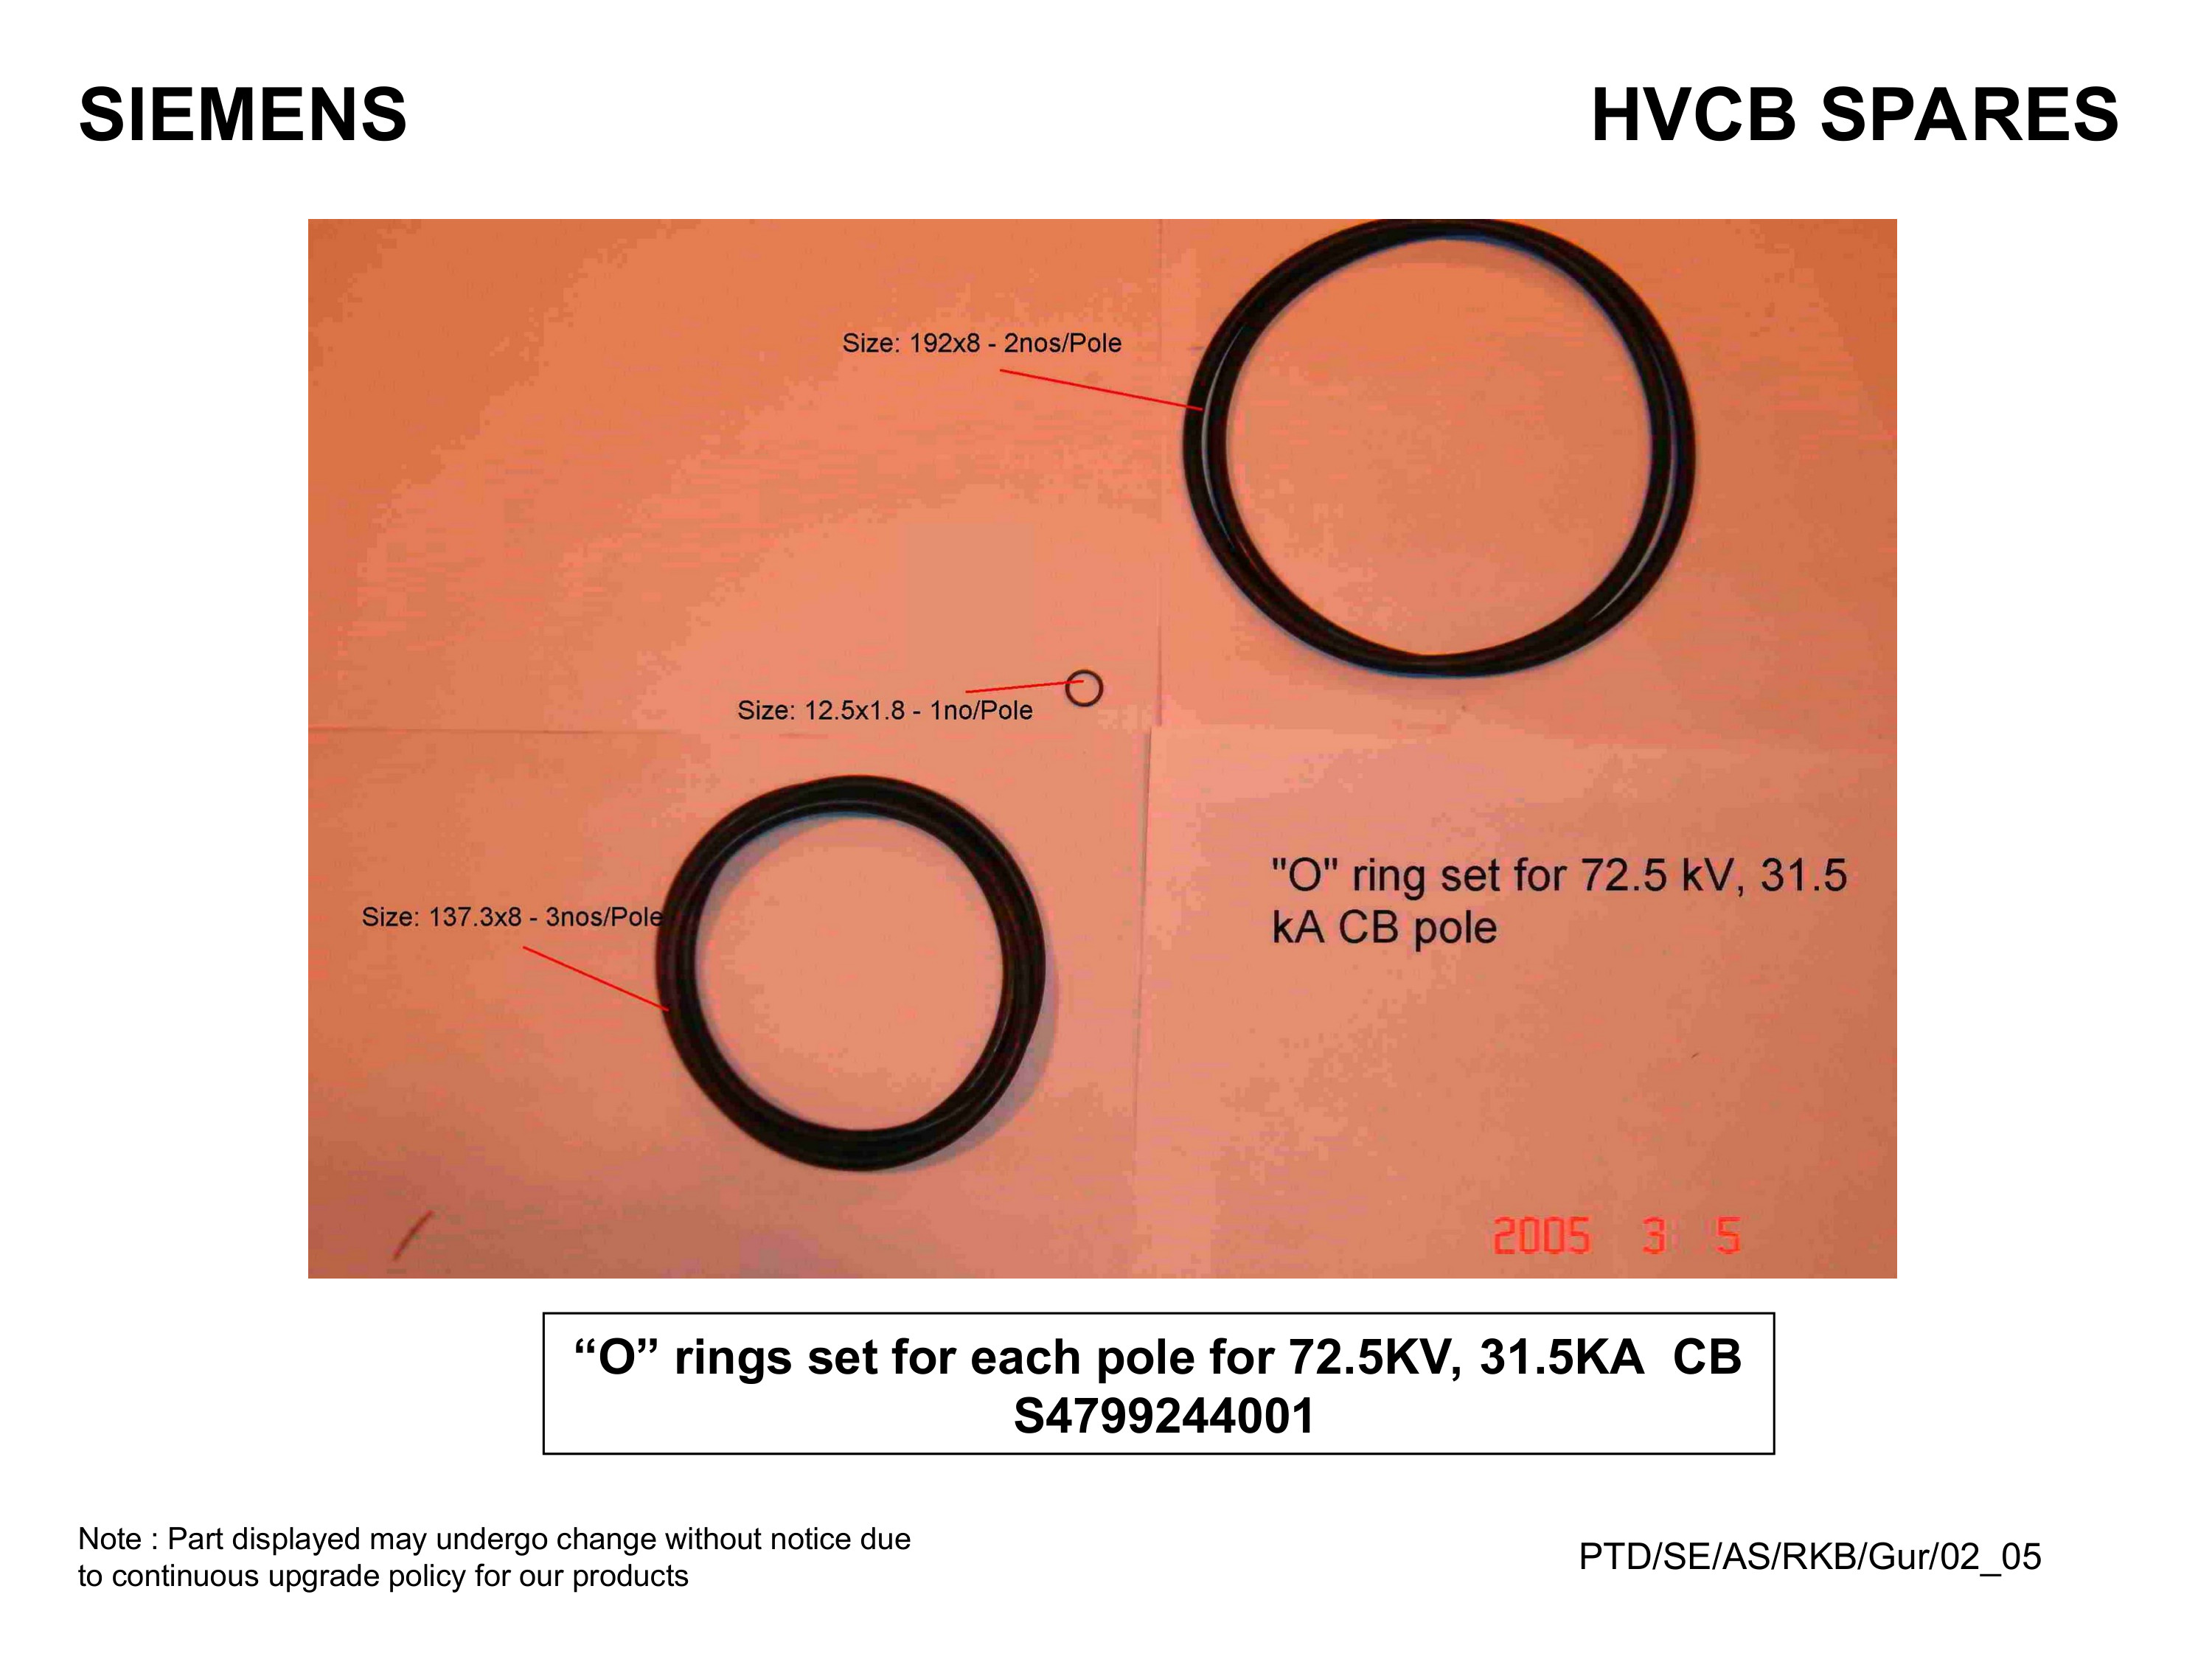 SIEMENS
HVCB SPARES
Size: 192x8 - 2nos/Pole
Size: 12.5x1.8 - 1no/Pole
Size: 137.3x8 - 3nos/Pole
"O" ring set for 72.5 kV, 31.5
kA CB pole
2005 3 5
“O” rings set for each pole for 72.5KV, 31.5KA  CB
S4799244001
Note : Part displayed may undergo change without notice due
to continuous upgrade policy for our products
PTD/SE/AS/RKB/Gur/02_05